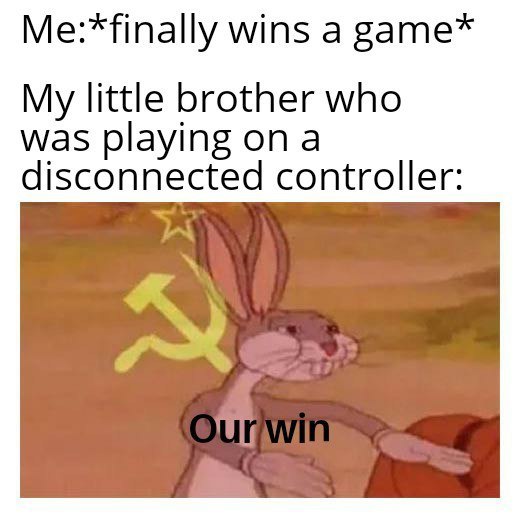 Me:*finally wins a game*
My little brother who
was playing on a
disconnected controller:
Our win